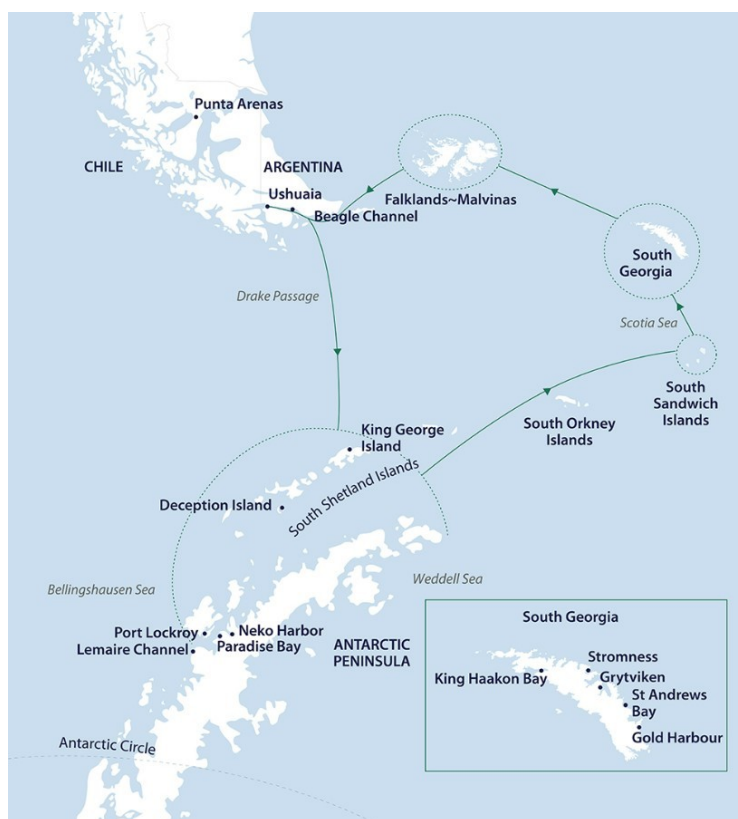 Punta Arenas
CHILE
ARGENTINA
Ushuaia
Beagle Channel
Falklands~Malvinas
South
Georgia
Drake Passage
Scotia Sea
South
Sandwich
Islands
South Orkney
Islands
King George
Island
South Shetland Islands
Deception Island
Bellingshausen Sea
Weddell Sea
Port Lockroy
Neko Harbor
Lemaire Channel
Paradise Bay
ANTARCTIC
PENINSULA
Antarctic Circle
South Georgia
Stromness
King Haakon Bay
Grytviken
St Andrews
Bay
Gold Harbour